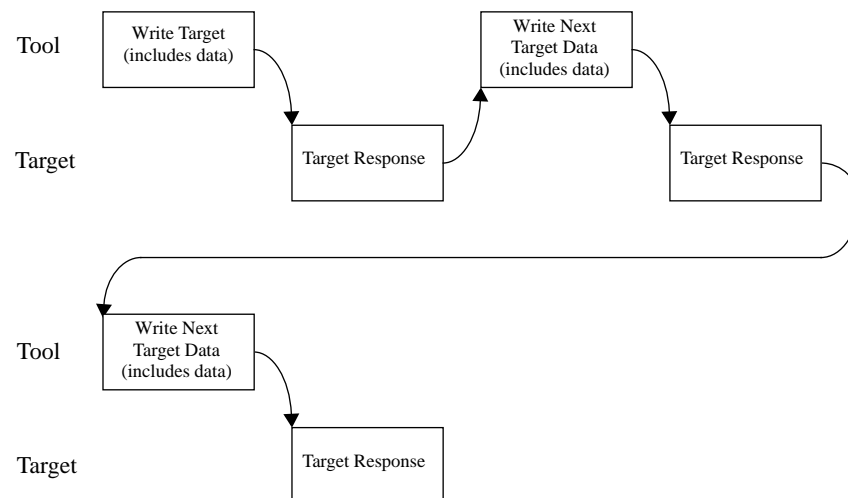 Tool
Write Target
(includes data)
Write Next
Target Data
(includes data)
Target
Target Response
Target Response
Tool
Write Next
Target Data
(includes data)
Target
Target Response